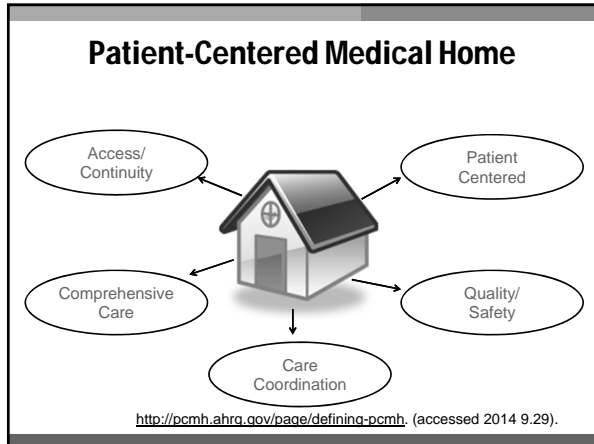 Patient-Centered Medical Home
Access/
Continuity
Patient
Centered
Comprehensive
Care
Quality/
Safety
Care
Coordination
http://pcmh.ahrq.gov/page/defining-pcmh. (accessed 2014 9.29).